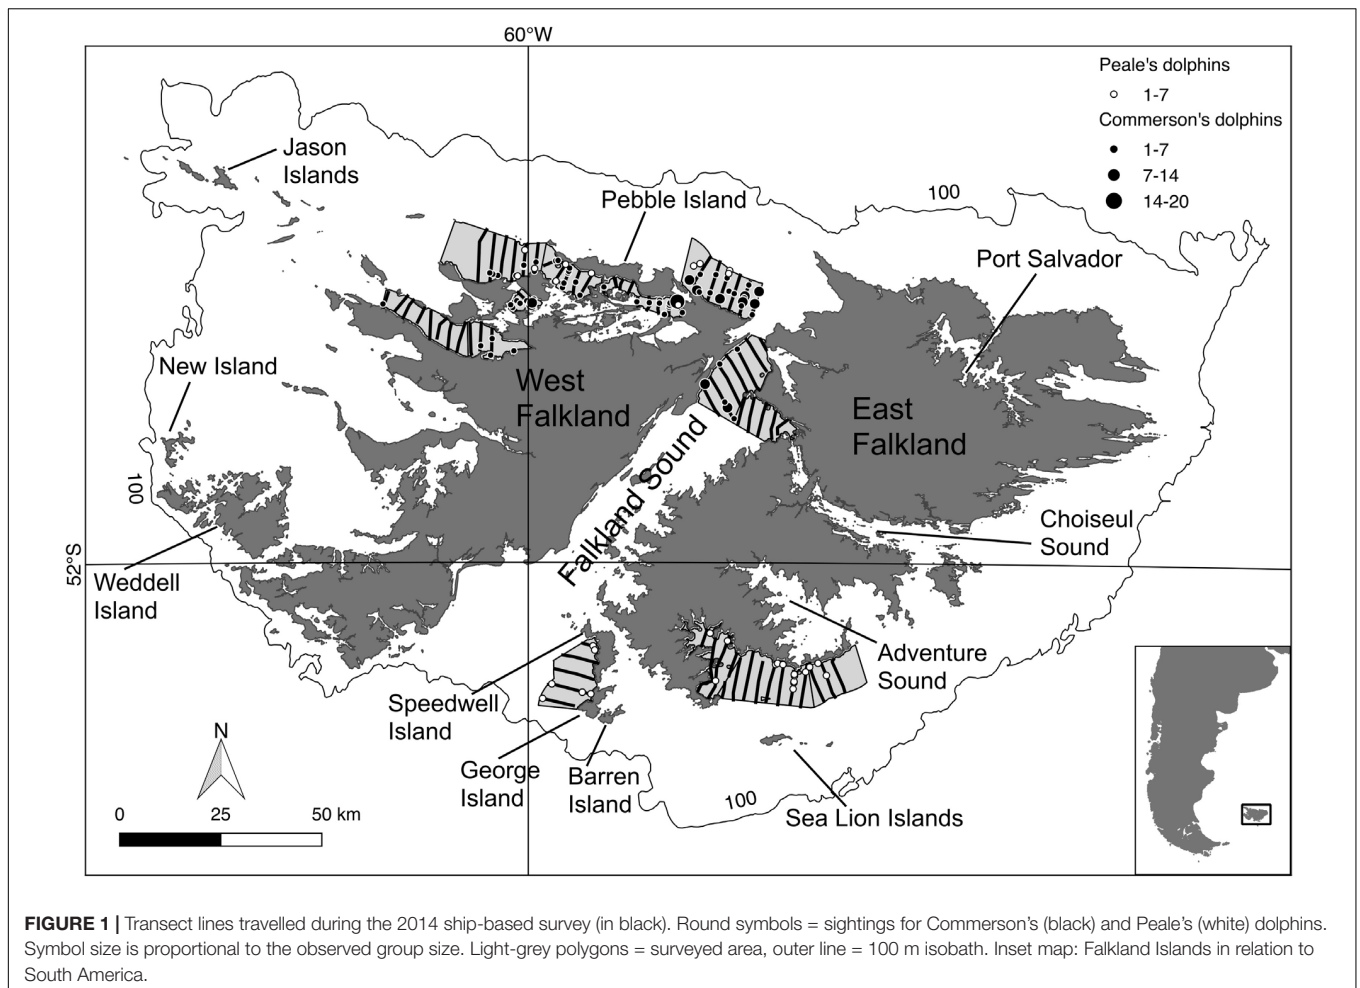 60°W
Peale's dolphins
1-7
Commerson's dolphins
1-7
7-14
14-20
Jason
Islands
100
Pebble Island
Port Salvador
New Island
West
Falkland
East
Falkland
Falkland Sound
100
Choiseul
Sound
52°S
Weddell
Island
Adventure
Sound
Speedwell
Island
N
George
Island
Barren
Island
100
Sea Lion Islands
0 25 50 km
FIGURE 1 | Transect lines travelled during the 2014 ship-based survey (in black). Round symbols = sightings for Commerson's (black) and Peale's (white) dolphins.
Symbol size is proportional to the observed group size. Light-grey polygons = surveyed area, outer line = 100 m isobath. Inset map: Falkland Islands in relation to
South America.